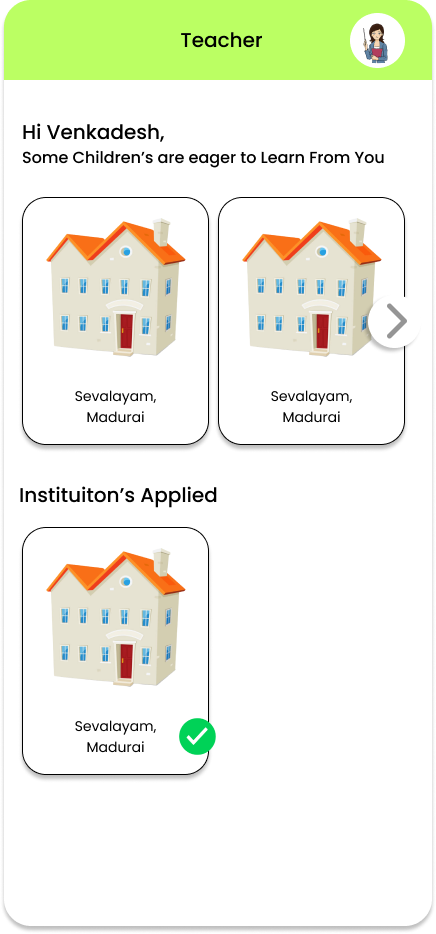 Teacher
Hi Venkadesh,
Some Children's are eager to Learn From You
Sevalayam,
Madurai
Sevalayam,
Madurai
Instituiton's Applied
Sevalayam,
Madurai